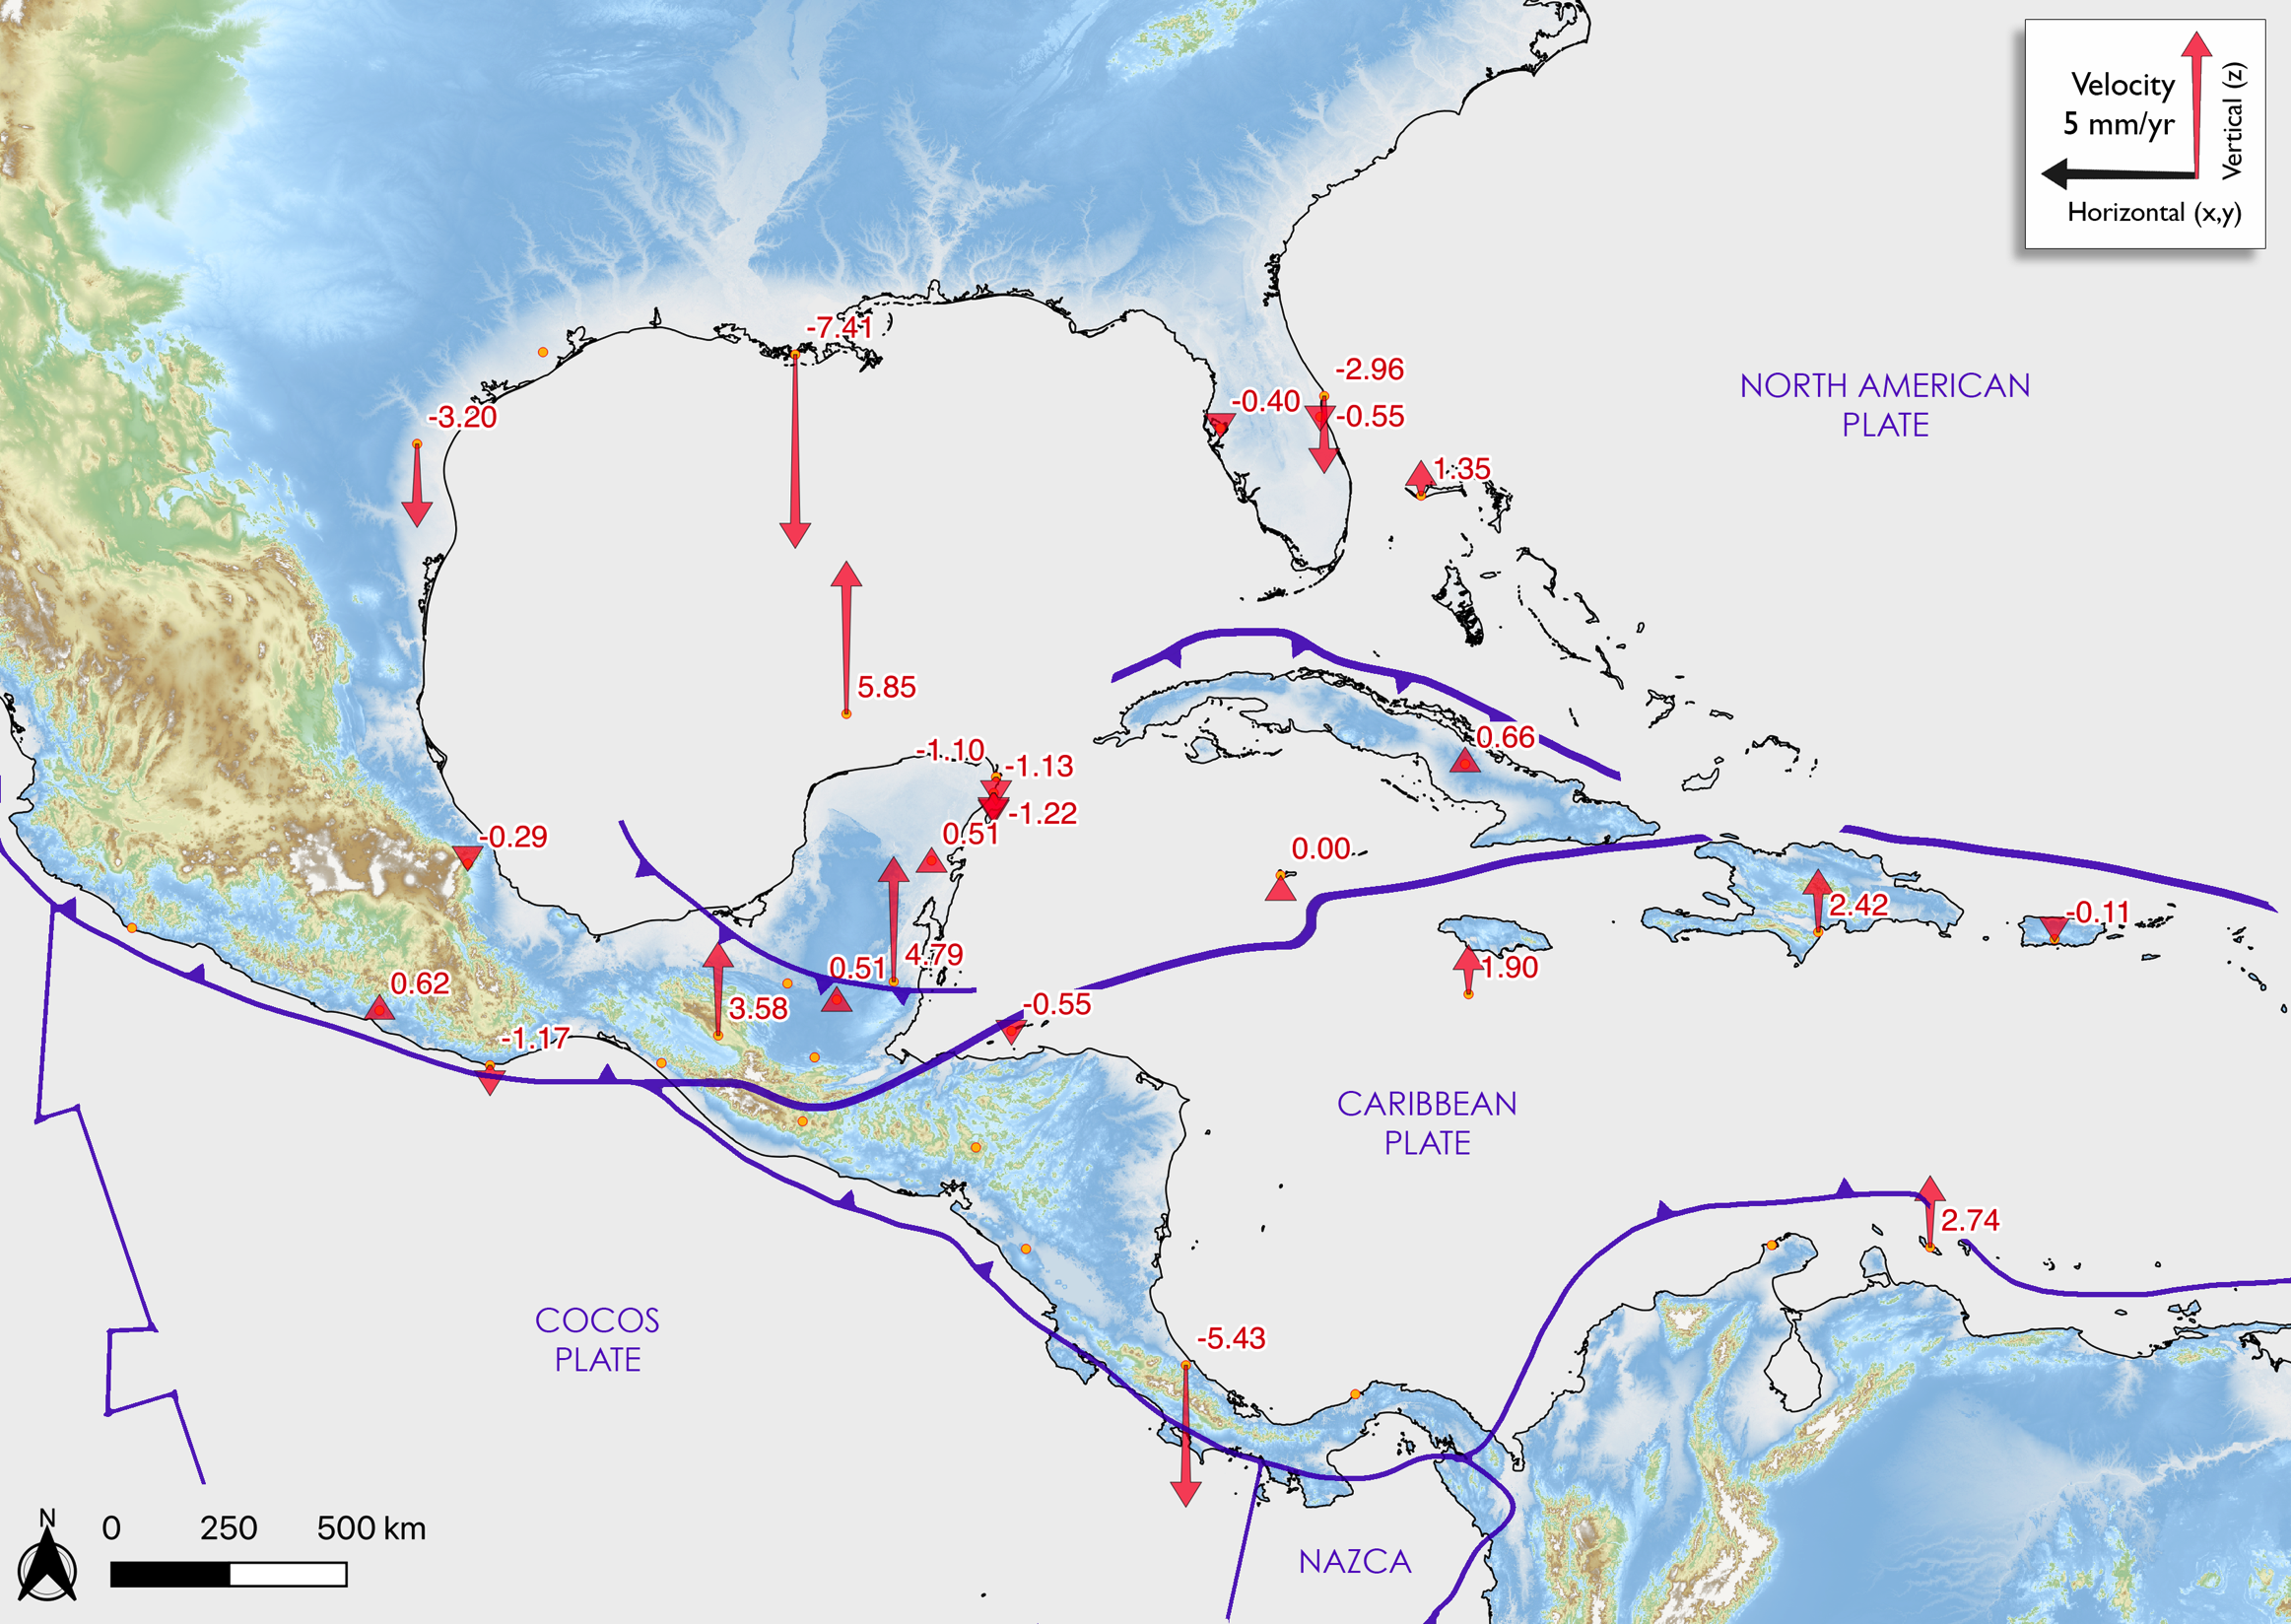 Velocity
5 mm/yr
Vertical (z)
Horizontal (x,y)
-7.41
-2.96
-0.40
-0.55
-3.20
NORTH AMERICAN
PLATE
1.35
5.85
0.66
-1.10
-1.13
-1.22
0.51
-0.29
0.00
2.42
-0.11
4.79
0.51
1.90
0.62
3.58
-0.55
-1.17
CARIBBEAN
PLATE
2.74
COCOS
PLATE
-5.43
N
0 250 500 km
NAZCA